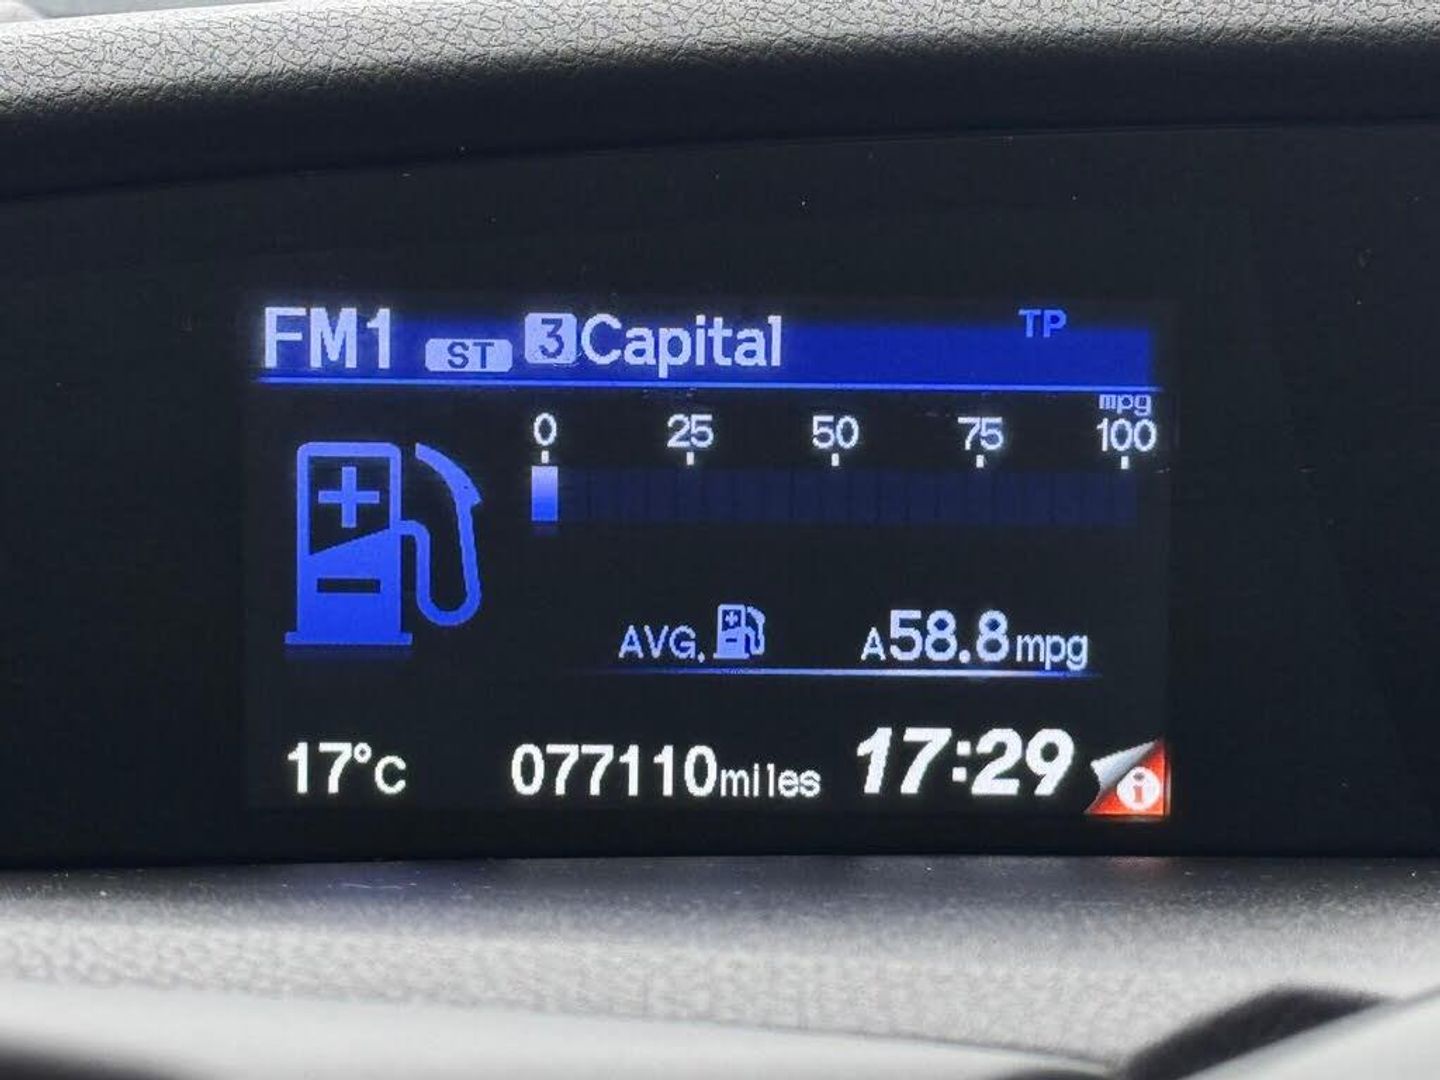 FM1 ST 3 Capital TP
mpg
0 25 50 75 100
AVG. A58.8mpg
17°C 077110miles 17:29 i